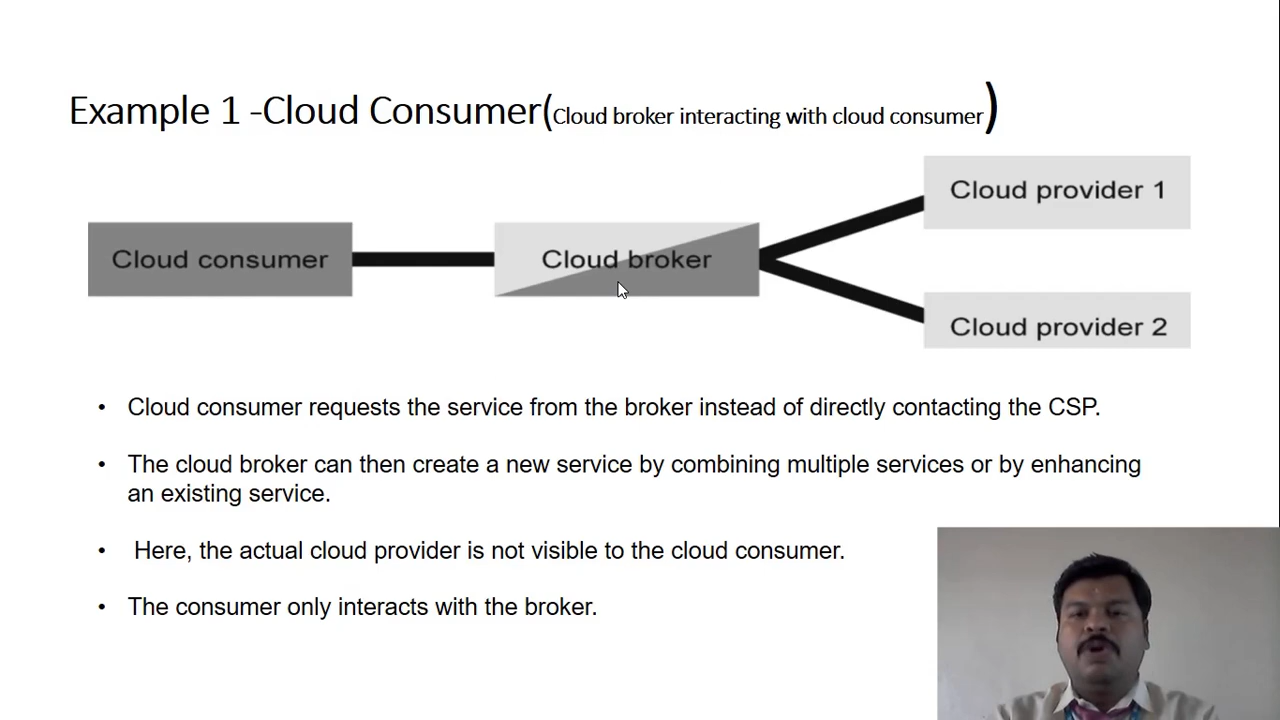 Example 1 -Cloud Consumer(Cloud broker interacting with cloud consumer)
Cloud provider 1
Cloud consumer
Cloud broker
Cloud provider 2
• Cloud consumer requests the service from the broker instead of directly contacting the CSP.
• The cloud broker can then create a new service by combining multiple services or by enhancing
an existing service.
• Here, the actual cloud provider is not visible to the cloud consumer.
• The consumer only interacts with the broker.